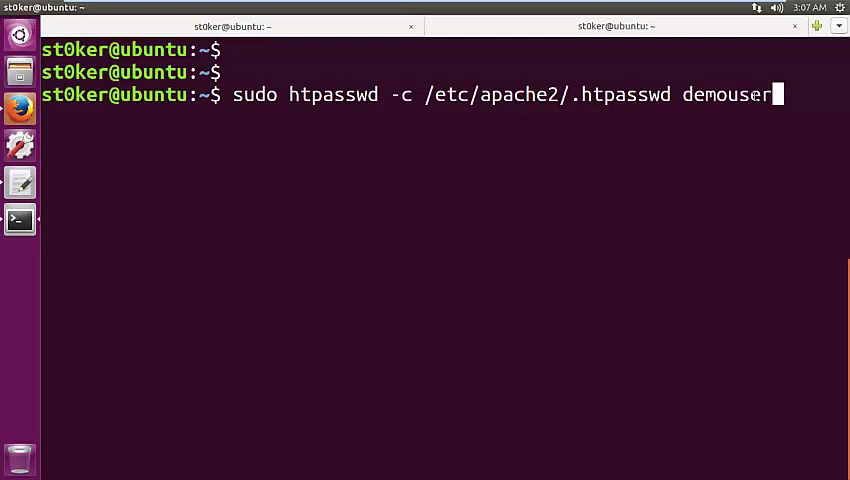 st0ker@ubuntu: ~
3:07 AM
st0ker@ubuntu: ~ ×
st0ker@ubuntu: ~ ×
st0ker@ubuntu:~$
st0ker@ubuntu:~$
st0ker@ubuntu:~$ sudo htpasswd -c /etc/apache2/.htpasswd demouser